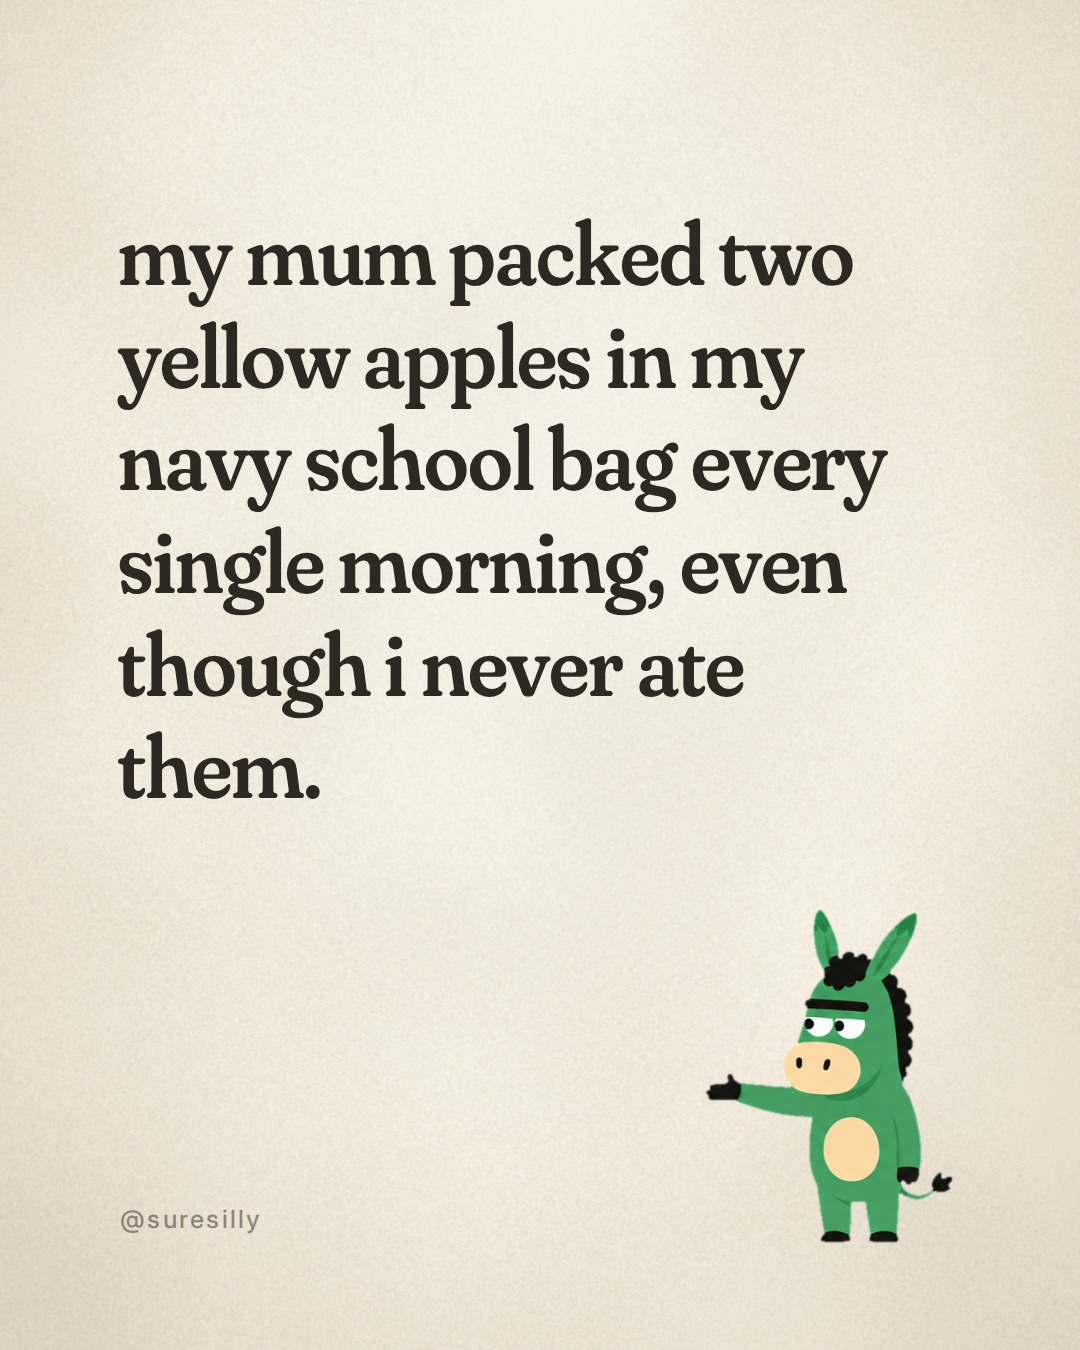 my mum packed two
yellow apples in my
navy school bag every
single morning, even
though i never ate
them.
@suresilly